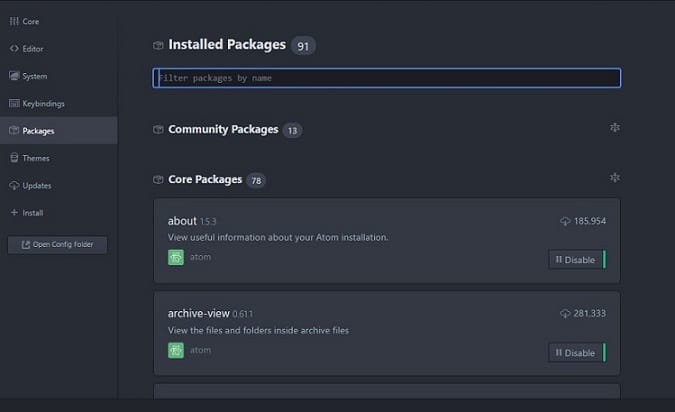 Core
Editor
System
Keybindings
Packages
Themes
Updates
Install
Open Config Folder
Installed Packages 91
Filter packages by name
Community Packages 13
Core Packages 78
about 1.5.3 185,954
View useful information about your Atom installation.
atom Disable
archive-view 0.61.1 281,333
View the files and folders inside archive files
atom Disable